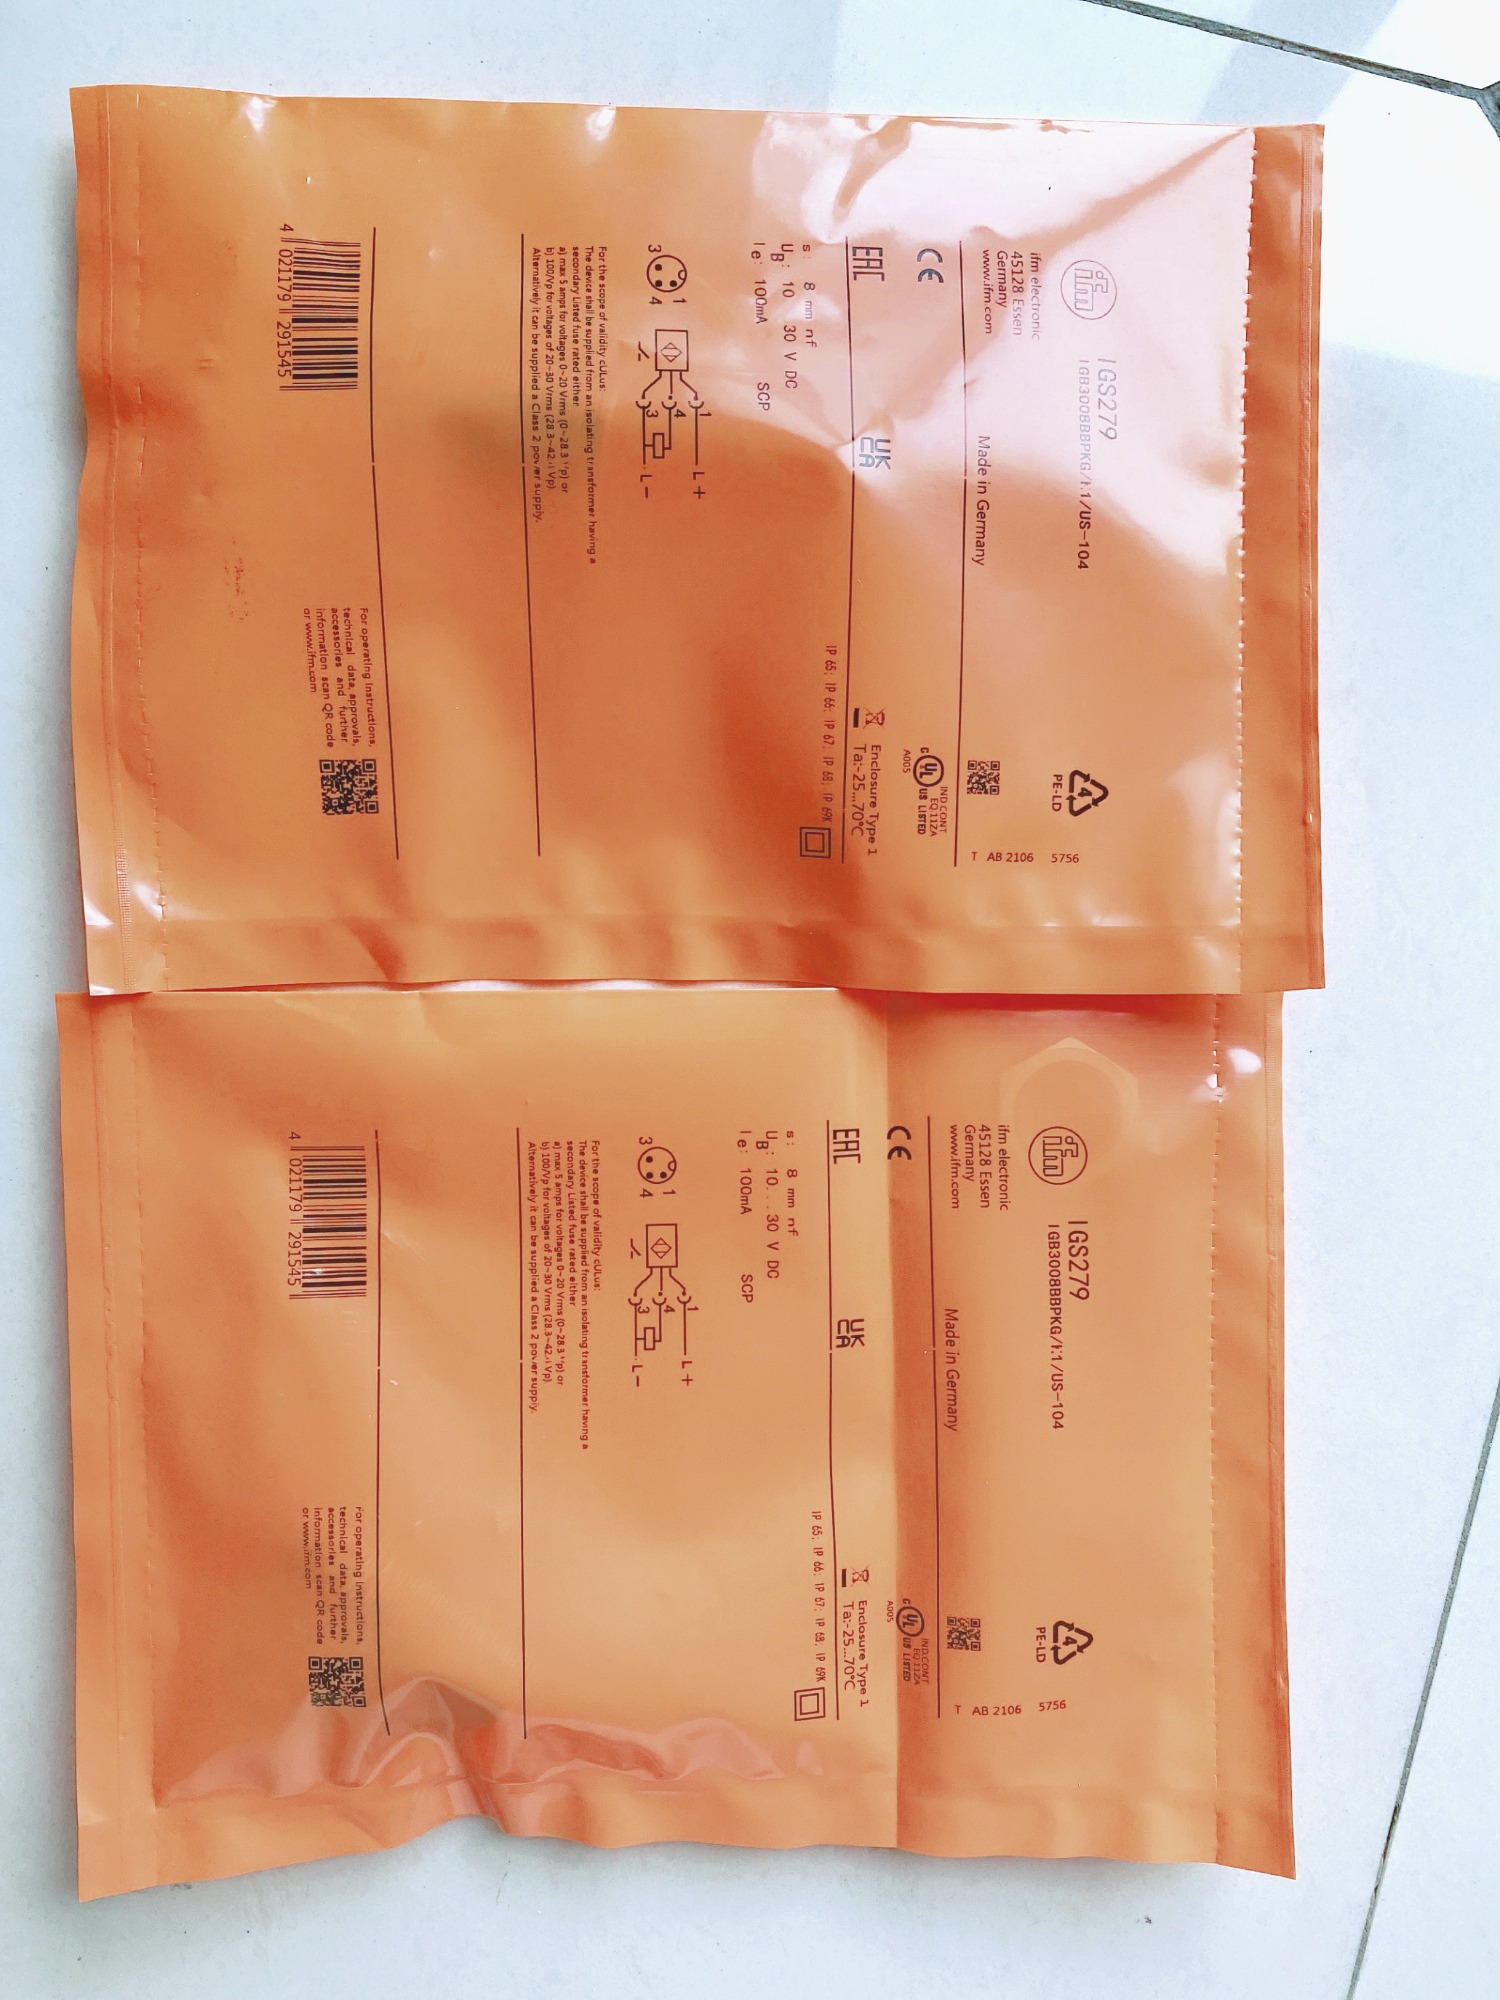 ifm
IGS279
IGB3008BBPKG/K1/US-104
4
PE-LD
ifm electronic
45128 Essen
Germany
www.ifm.com
Made in Germany
T AB 2106 5756
CE
c UL US LISTED
A005
IND.CONT
EQ 11ZA
EAC
UK
CA
Enclosure Type 1
Ta:-25...70°C
s: 8 mm nf
UB: 10...30 V DC
Ie: 100mA SCP
IP 65; IP 66; IP 67; IP 68; IP 69K
3 1
4
1
4
3
L+
L-
For the scope of validity cULus:
The device shall be supplied from an isolating transformer having a
secondary Listed fuse rated either
a) max 5 amps for voltages 0~20 Vrms (0~28.3 Vp) or
b) 100/Vp for voltages of 20~30 Vrms (28.3~42.4 Vp)
Alternatively it can be supplied a Class 2 power supply.
For operating instructions,
technical data, approvals,
accessories and further
information scan QR code
or www.ifm.com
4 021179 291545
ifm
IGS279
IGB3008BBPKG/K1/US-104
4
PE-LD
ifm electronic
45128 Essen
Germany
www.ifm.com
Made in Germany
T AB 2106 5756
CE
c UL US LISTED
A005
IND.CONT
EQ 11ZA
EAC
UK
CA
Enclosure Type 1
Ta:-25...70°C
s: 8 mm nf
UB: 10...30 V DC
Ie: 100mA SCP
IP 65; IP 66; IP 67; IP 68; IP 69K
3 1
4
1
4
3
L+
L-
For the scope of validity cULus:
The device shall be supplied from an isolating transformer having a
secondary Listed fuse rated either
a) max 5 amps for voltages 0~20 Vrms (0~28.3 Vp) or
b) 100/Vp for voltages of 20~30 Vrms (28.3~42.4 Vp)
Alternatively it can be supplied a Class 2 power supply.
For operating instructions,
technical data, approvals,
accessories and further
information scan QR code
or www.ifm.com
4 021179 291545